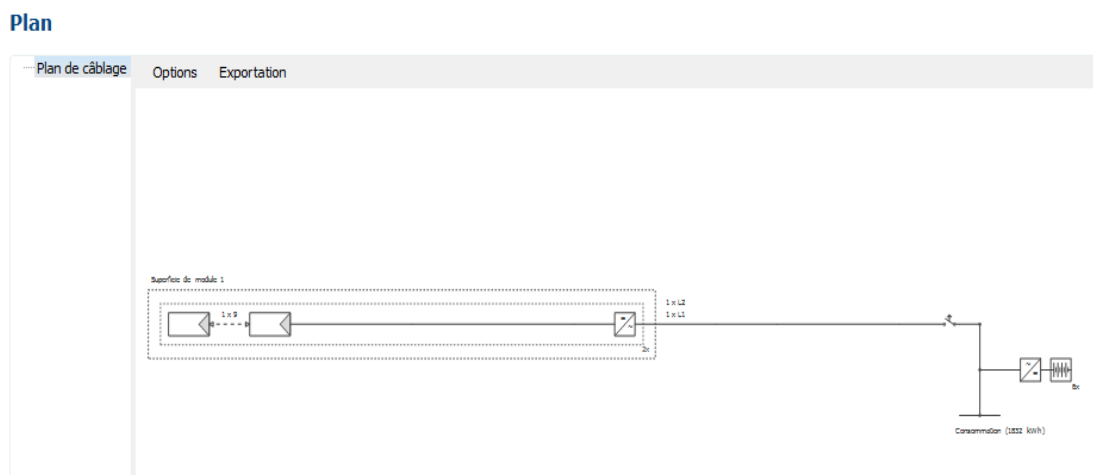 Plan
Plan de câblage
Options Exportation
Superficie de module 1
1 x 9
1 x L2
1 x L1
2x
8x
Consommation (1832 kWh)